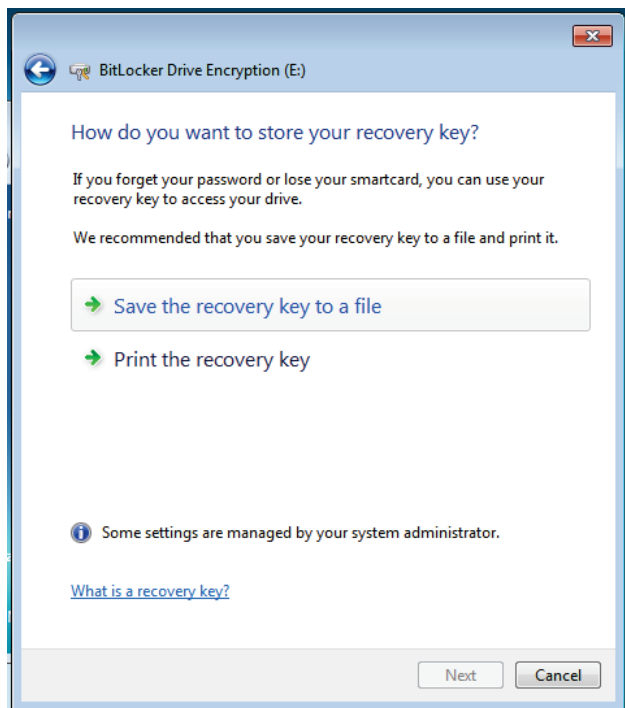 BitLocker Drive Encryption (E:)
How do you want to store your recovery key?
If you forget your password or lose your smartcard, you can use your
recovery key to access your drive.
We recommended that you save your recovery key to a file and print it.
Save the recovery key to a file
Print the recovery key
Some settings are managed by your system administrator.
What is a recovery key?
Next
Cancel